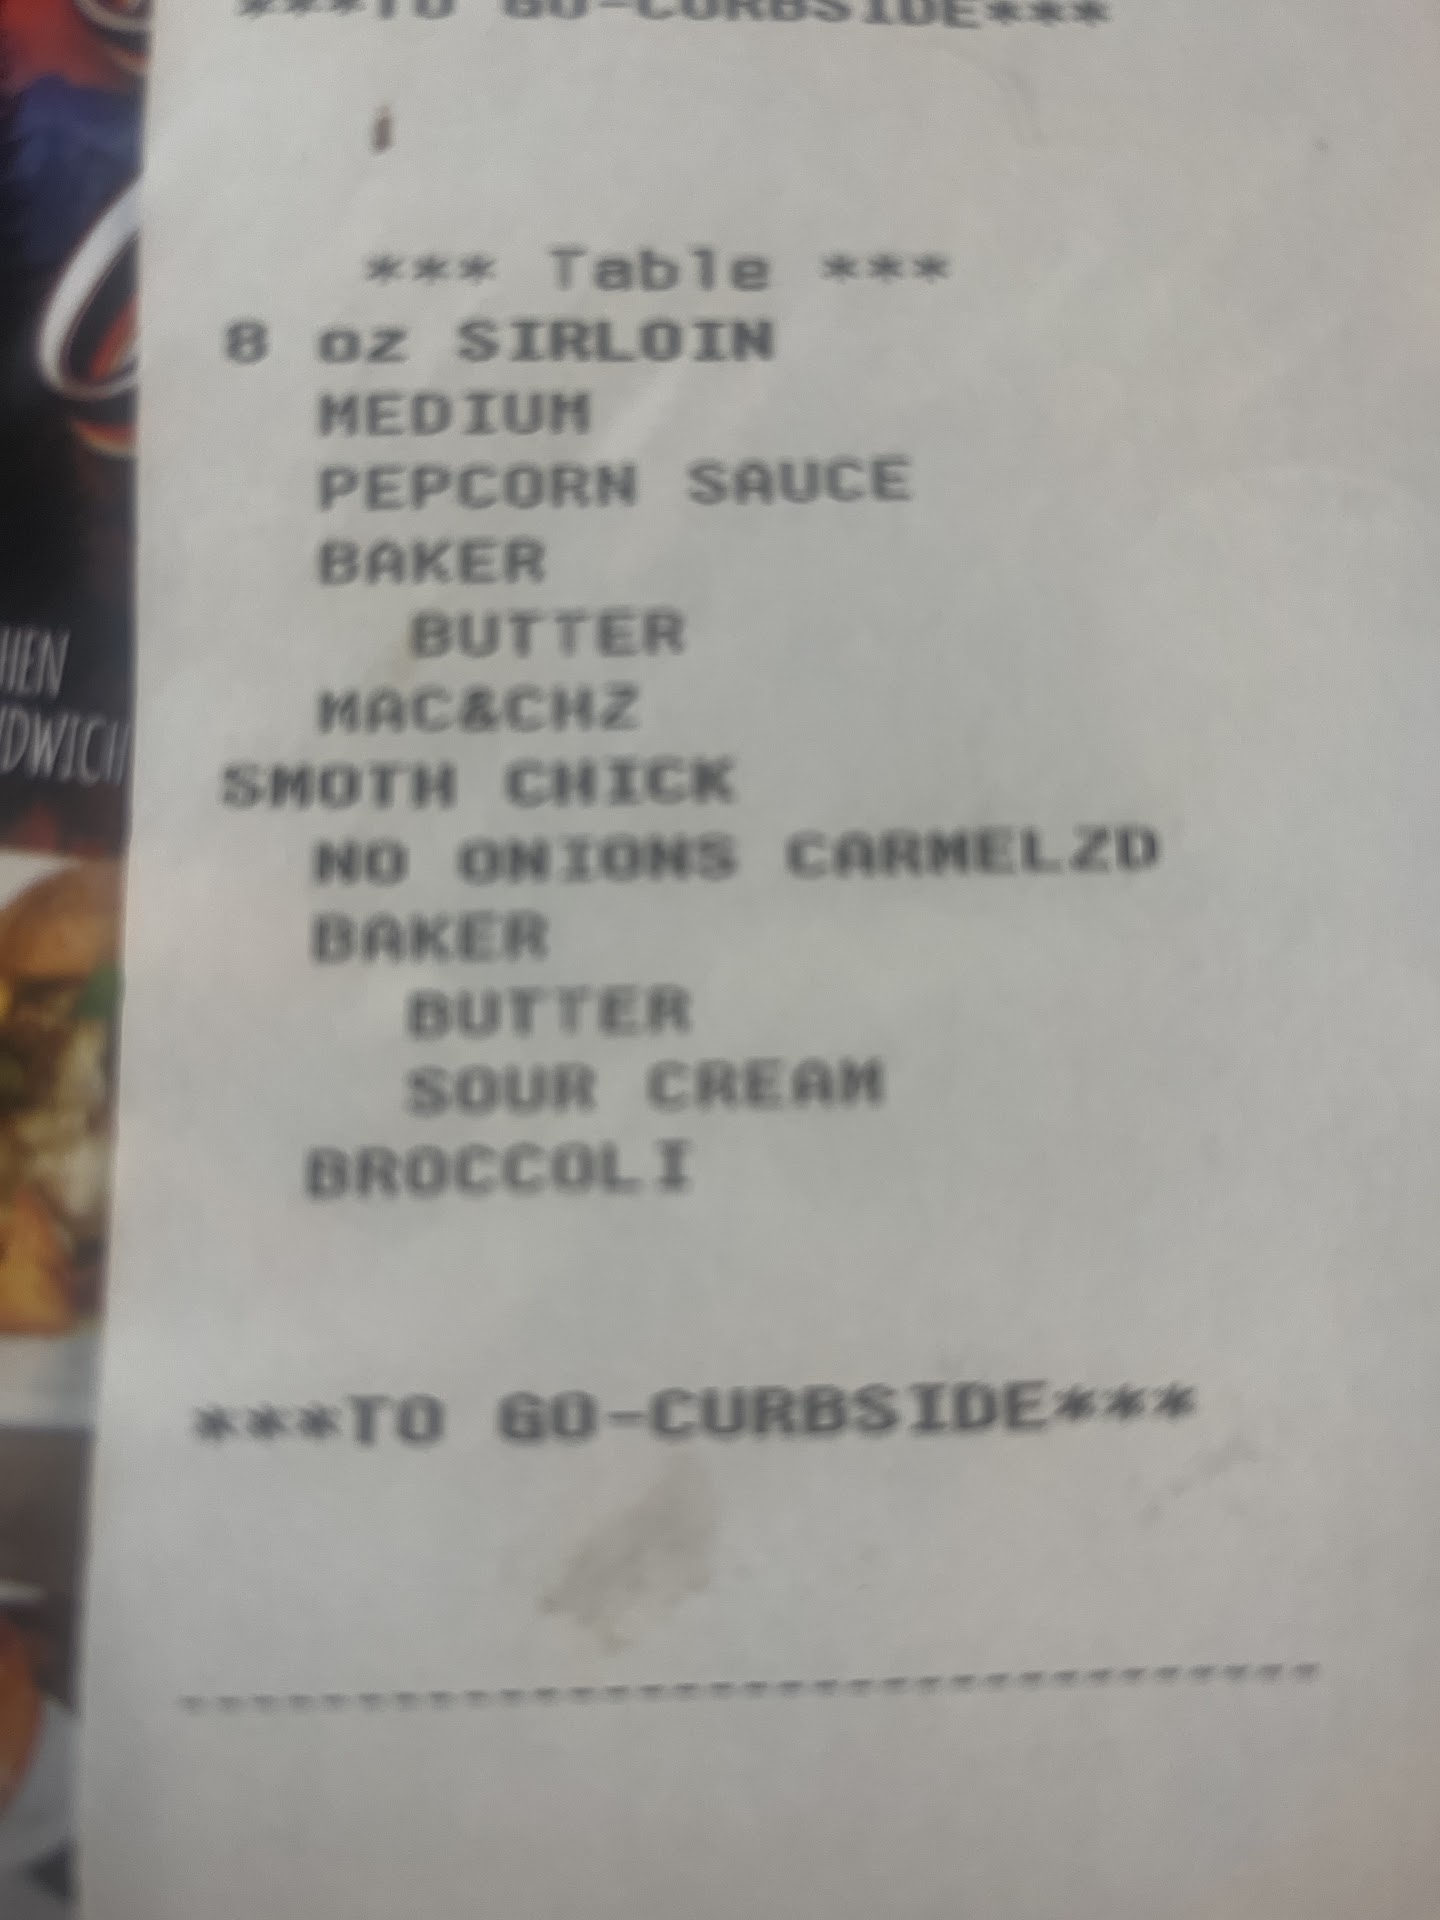 ***TO GO-CURBSIDE***
*** Table ***
8 oz SIRLOIN
MEDIUM
PEPCORN SAUCE
BAKER
BUTTER
MAC&CHZ
SMOTH CHICK
NO ONIONS CARMELZD
BAKER
BUTTER
SOUR CREAM
BROCCOLI
***TO GO-CURBSIDE***
--------------------------------